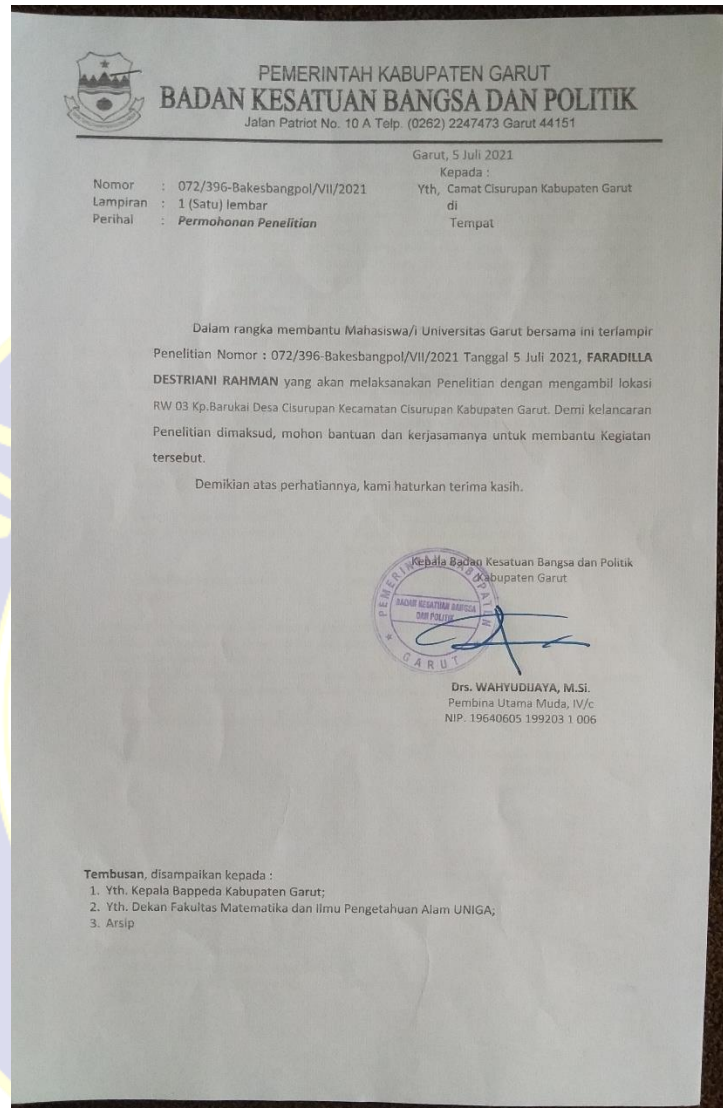 PEMERINTAH KABUPATEN GARUT
BADAN KESATUAN BANGSA DAN POLITIK
Jalan Patriot No. 10 A Telp. (0262) 2247473 Garut 44151
Garut, 5 Juli 2021
Kepada :
Nomor : 072/396-Bakesbangpol/VII/2021 Yth, Camat Cisurupan Kabupaten Garut
Lampiran : 1 (Satu) lembar di
Perihal : Permohonan Penelitian Tempat
Dalam rangka membantu Mahasiswa/i Universitas Garut bersama ini terlampir
Penelitian Nomor : 072/396-Bakesbangpol/VII/2021 Tanggal 5 Juli 2021, FARADILLA
DESTRIANI RAHMAN yang akan melaksanakan Penelitian dengan mengambil lokasi
RW 03 Kp.Barukai Desa Cisurupan Kecamatan Cisurupan Kabupaten Garut. Demi kelancaran
Penelitian dimaksud, mohon bantuan dan kerjasamanya untuk membantu Kegiatan
tersebut.
Demikian atas perhatiannya, kami haturkan terima kasih.
Kepala Badan Kesatuan Bangsa dan Politik
Kabupaten Garut
PEMERINTAH KABUPATEN
BADAN KESATUAN BANGSA
DAN POLITIK
GARUT
Drs. WAHYUDIJAYA, M.Si.
Pembina Utama Muda, IV/c
NIP. 19640605 199203 1 006
Tembusan, disampaikan kepada :
1. Yth. Kepala Bappeda Kabupaten Garut;
2. Yth. Dekan Fakultas Matematika dan Ilmu Pengetahuan Alam UNIGA;
3. Arsip